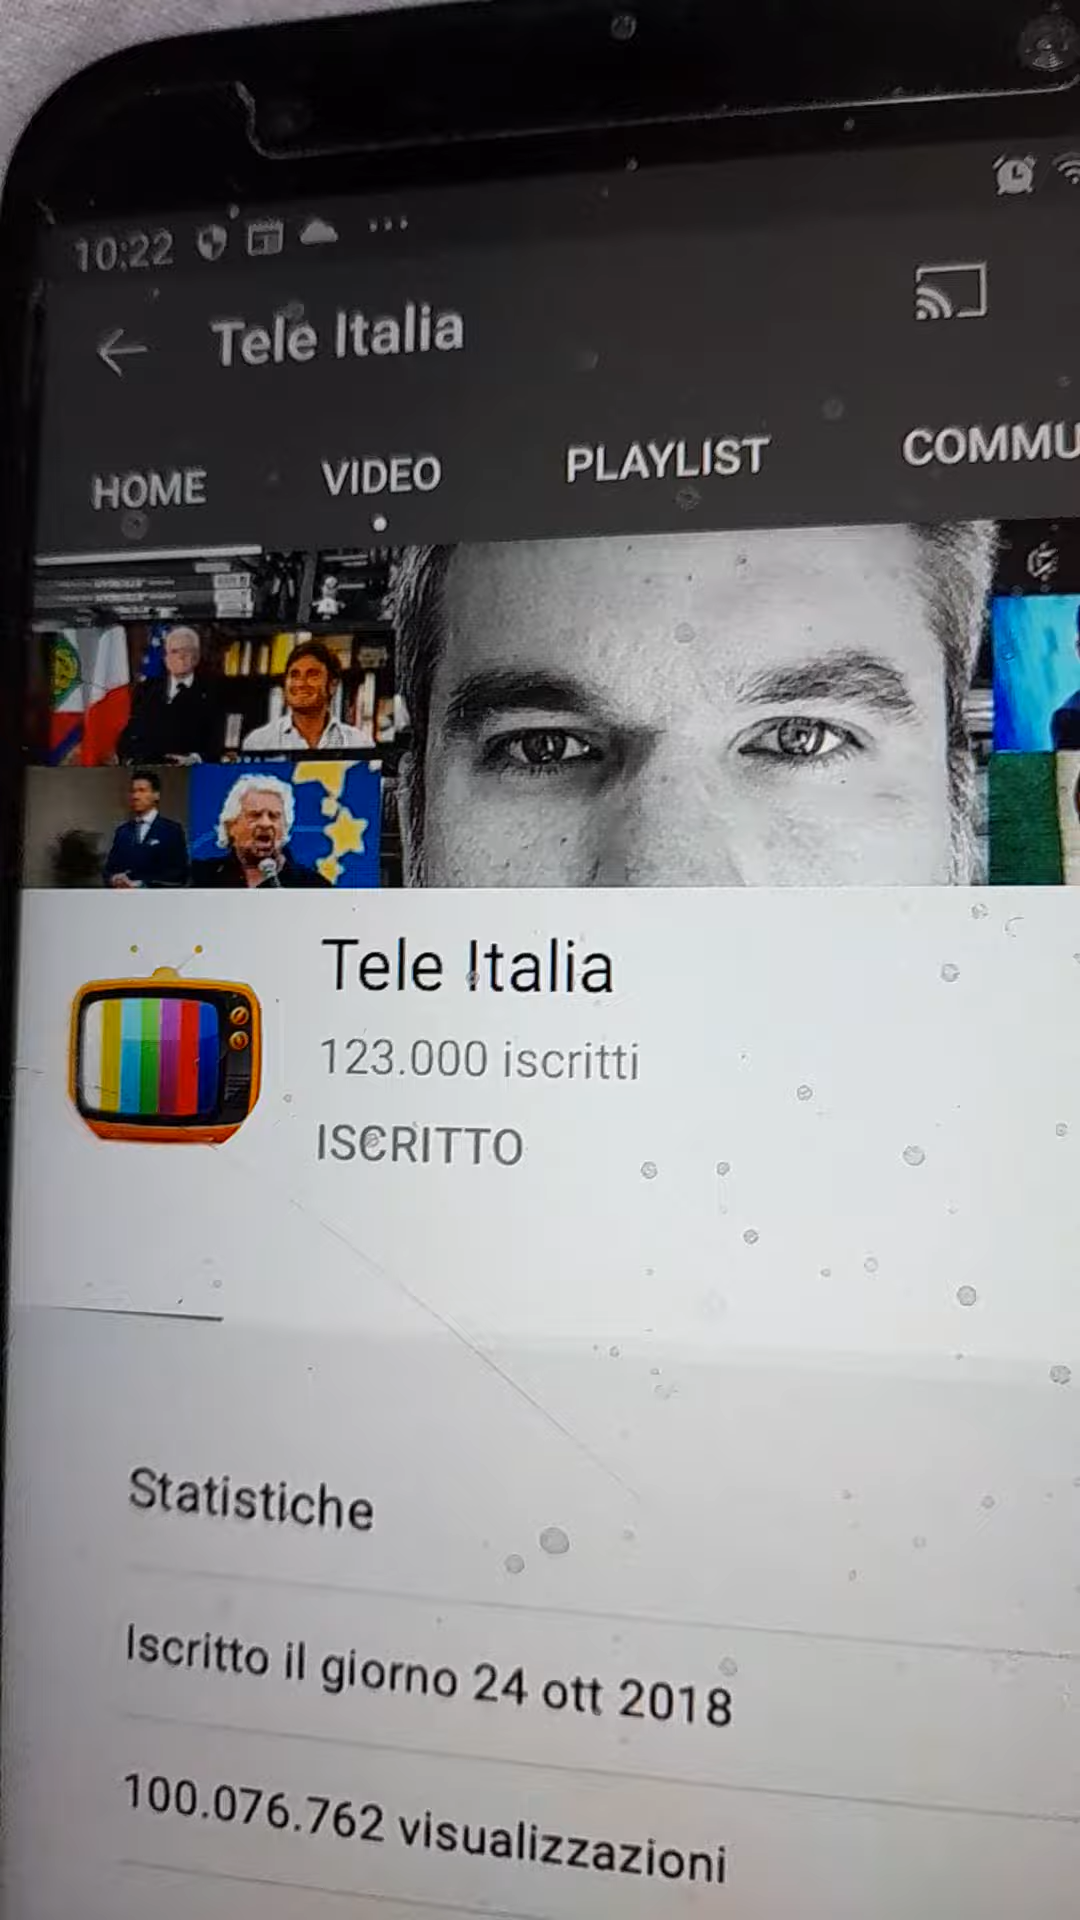 10:22
Tele Italia
HOME VIDEO PLAYLIST COMMU
Tele Italia
123.000 iscritti
ISCRITTO
Statistiche
Iscritto il giorno 24 ott 2018
100.076.762 visualizzazioni